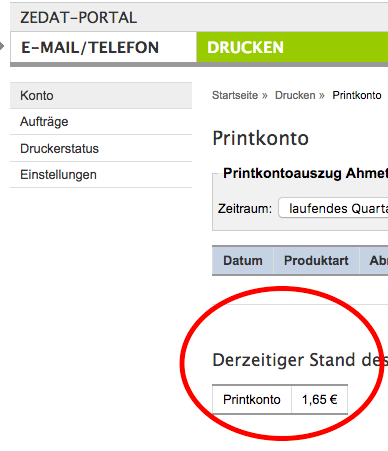 ZEDAT-PORTAL
E-MAIL/TELEFON DRUCKEN
Konto
Aufträge
Druckerstatus
Einstellungen
Startseite » Drucken » Printkonto
Printkonto
Printkontoauszug Ahmet
Zeitraum: laufendes Quarta
Datum Produktart Abr
Derzeitiger Stand des
Printkonto 1,65 €